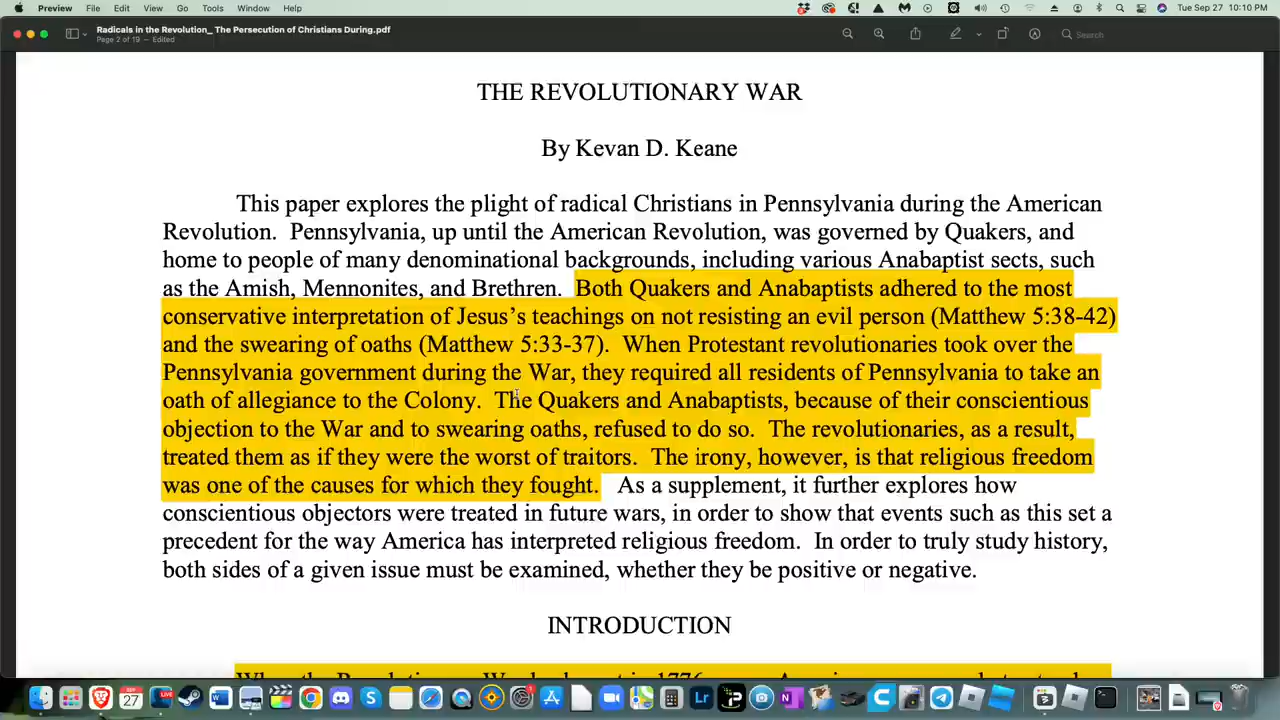 Preview File Edit View Go Tools Window Help Tue Sep 27 10:10 PM
Radicals in the Revolution_ The Persecution of Christians During.pdf
Page 2 of 19 — Edited
Search
THE REVOLUTIONARY WAR
By Kevan D. Keane
This paper explores the plight of radical Christians in Pennsylvania during the American
Revolution. Pennsylvania, up until the American Revolution, was governed by Quakers, and
home to people of many denominational backgrounds, including various Anabaptist sects, such
as the Amish, Mennonites, and Brethren. Both Quakers and Anabaptists adhered to the most
conservative interpretation of Jesus’s teachings on not resisting an evil person (Matthew 5:38-42)
and the swearing of oaths (Matthew 5:33-37). When Protestant revolutionaries took over the
Pennsylvania government during the War, they required all residents of Pennsylvania to take an
oath of allegiance to the Colony. The Quakers and Anabaptists, because of their conscientious
objection to the War and to swearing oaths, refused to do so. The revolutionaries, as a result,
treated them as if they were the worst of traitors. The irony, however, is that religious freedom
was one of the causes for which they fought. As a supplement, it further explores how
conscientious objectors were treated in future wars, in order to show that events such as this set a
precedent for the way America has interpreted religious freedom. In order to truly study history,
both sides of a given issue must be examined, whether they be positive or negative.
INTRODUCTION